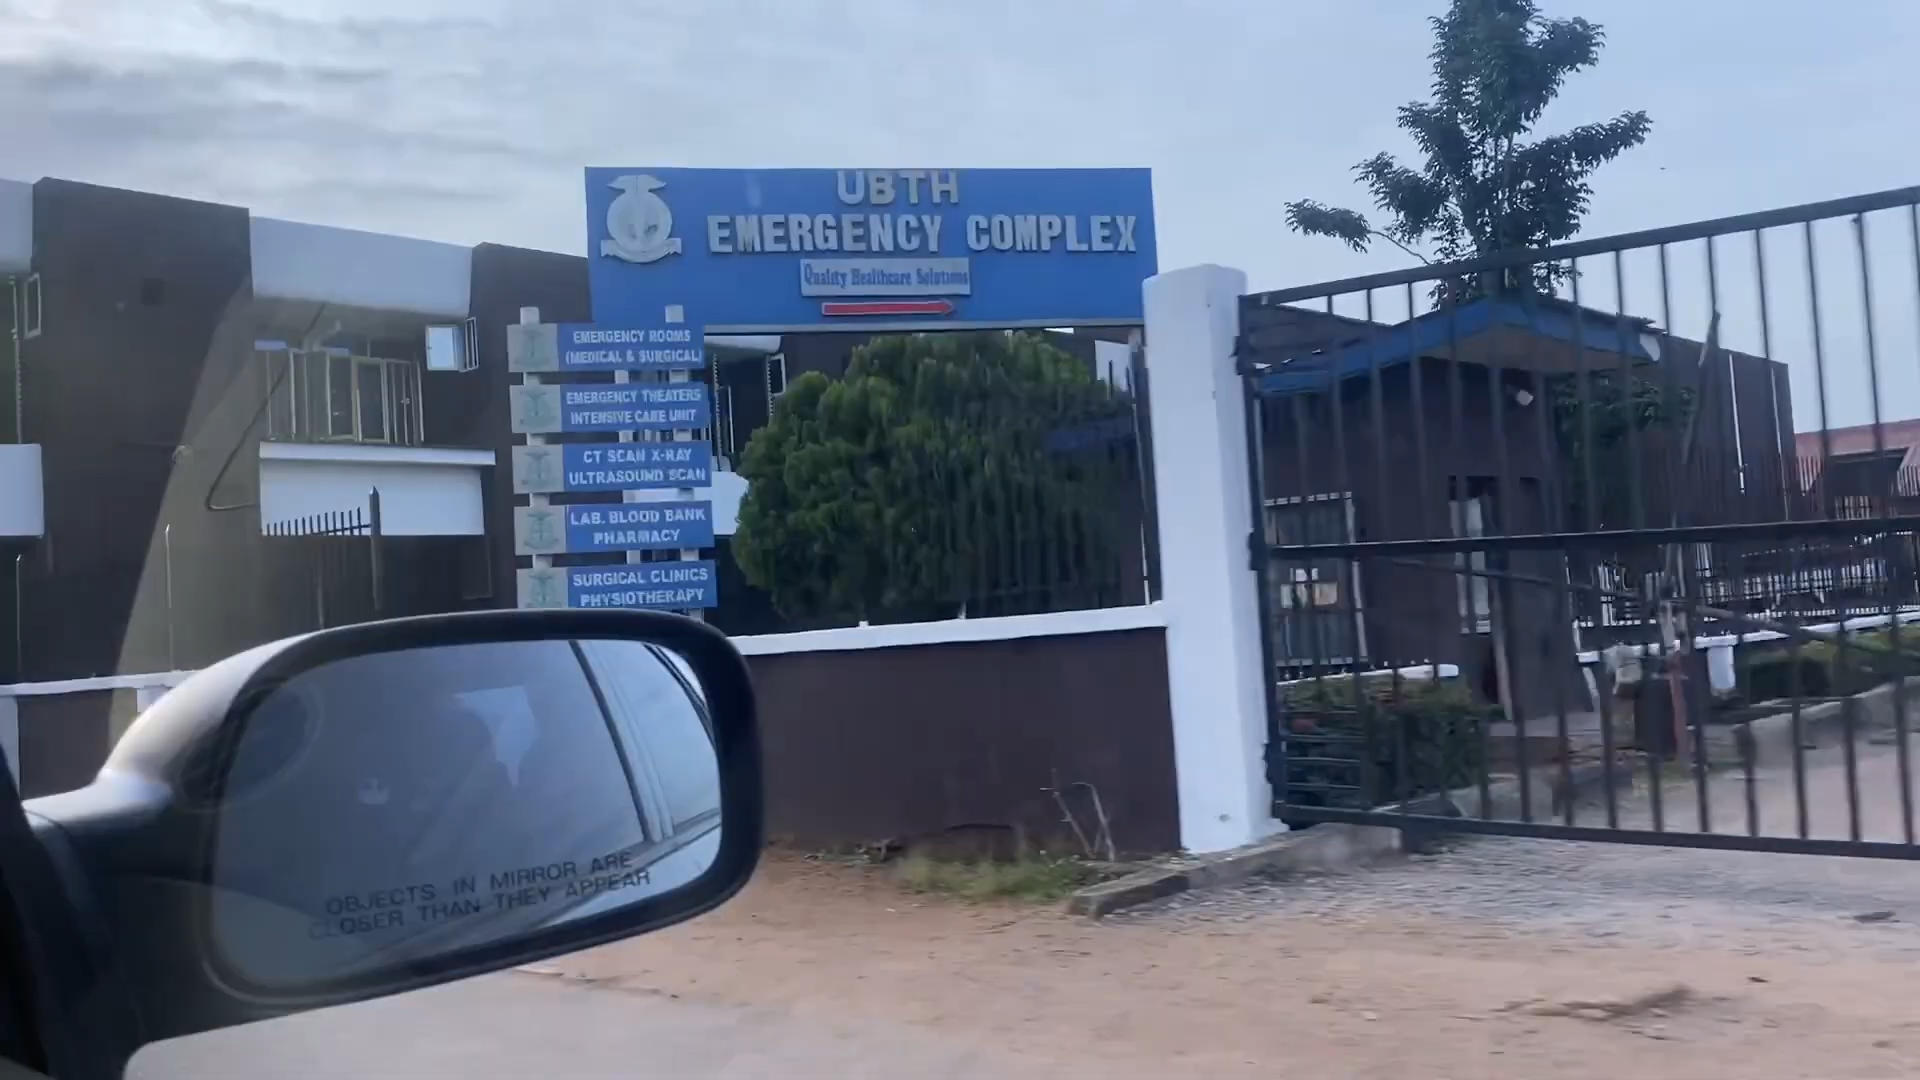 UBTH
EMERGENCY COMPLEX
Quality Healthcare Solutions
EMERGENCY ROOMS
(MEDICAL & SURGICAL)
EMERGENCY THEATERS
INTENSIVE CARE UNIT
CT SCAN X-RAY
ULTRASOUND SCAN
LAB. BLOOD BANK
PHARMACY
SURGICAL CLINICS
PHYSIOTHERAPY
OBJECTS IN MIRROR ARE
CLOSER THAN THEY APPEAR